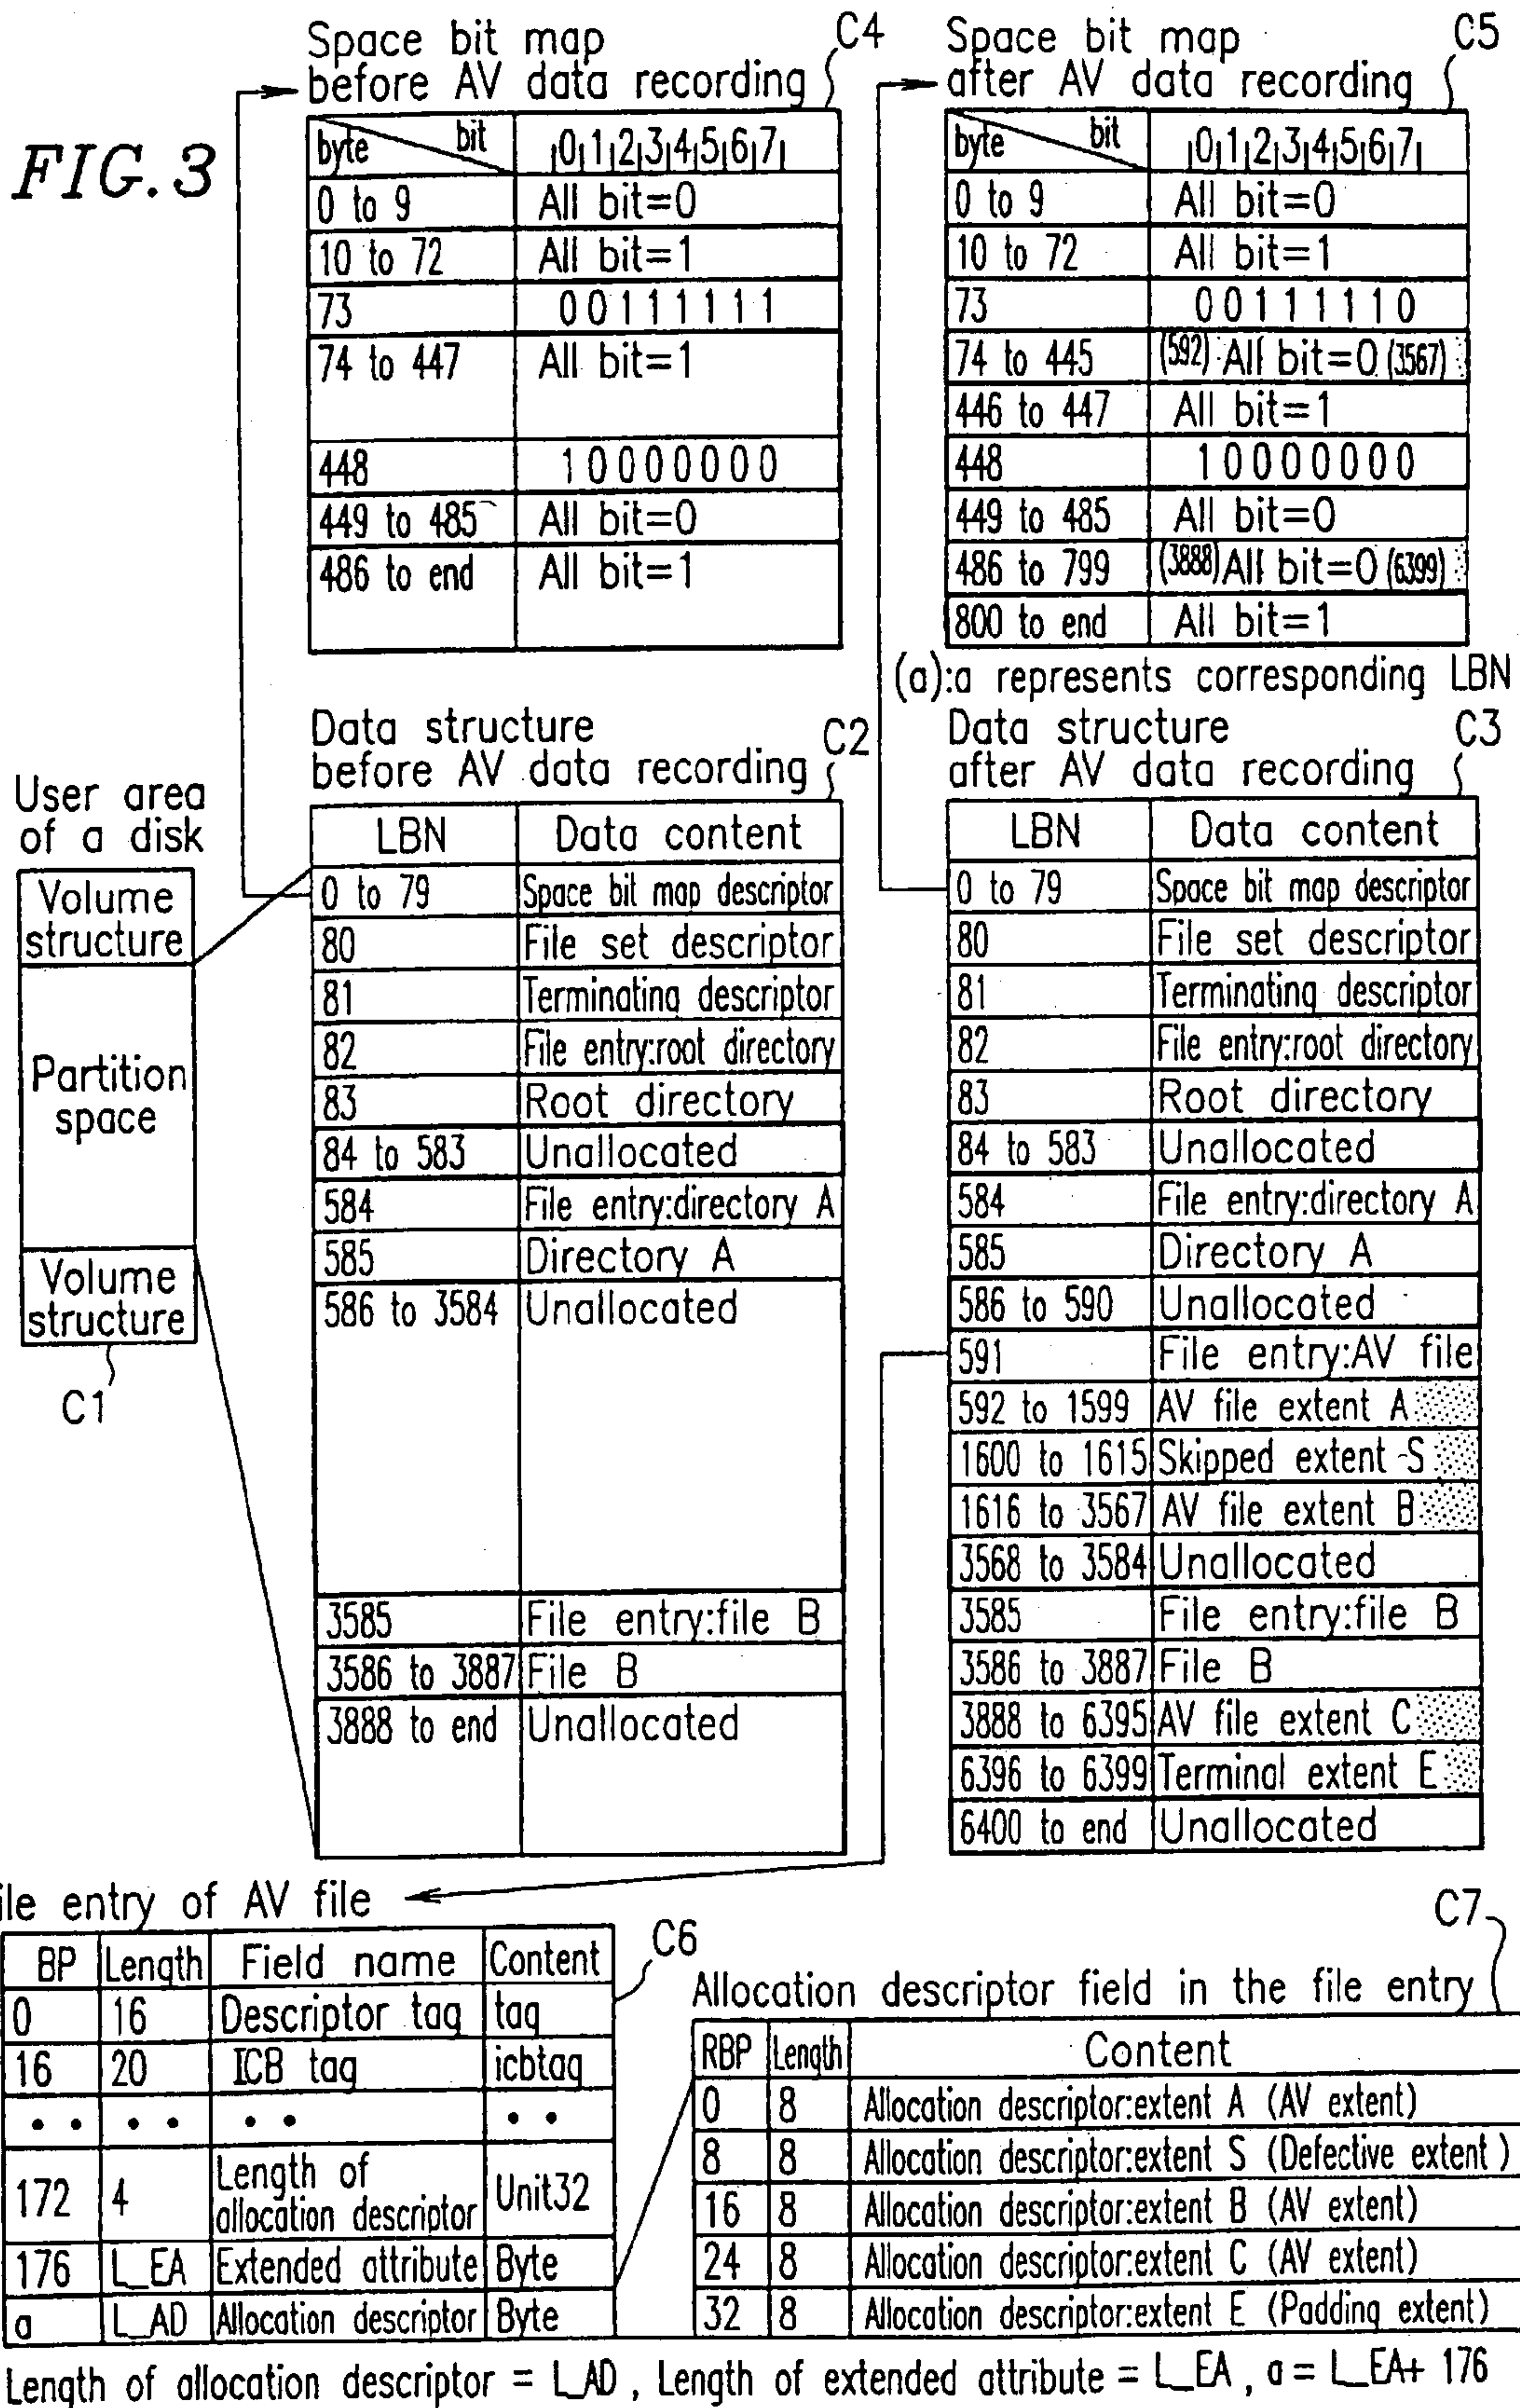 FIG. 3
Space bit map
before AV data recording
C4
byte bit 0 1 2 3 4 5 6 7
0 to 9 All bit=0
10 to 72 All bit=1
73 0 0 1 1 1 1 1 1
74 to 447 All bit=1
448 1 0 0 0 0 0 0 0
449 to 485 All bit=0
486 to end All bit=1
Space bit map
after AV data recording
C5
byte bit 0 1 2 3 4 5 6 7
0 to 9 All bit=0
10 to 72 All bit=1
73 0 0 1 1 1 1 1 0
74 to 445 (592) All bit=0 (3567)
446 to 447 All bit=1
448 1 0 0 0 0 0 0 0
449 to 485 All bit=0
486 to 799 (3888) All bit=0 (6399)
800 to end All bit=1
(a):a represents corresponding LBN
User area
of a disk
Volume
structure
Partition
space
Volume
structure
C1
Data structure
before AV data recording
C2
LBN Data content
0 to 79 Space bit map descriptor
80 File set descriptor
81 Terminating descriptor
82 File entry:root directory
83 Root directory
84 to 583 Unallocated
584 File entry:directory A
585 Directory A
586 to 3584 Unallocated
3585 File entry:file B
3586 to 3887 File B
3888 to end Unallocated
Data structure
after AV data recording
C3
LBN Data content
0 to 79 Space bit map descriptor
80 File set descriptor
81 Terminating descriptor
82 File entry:root directory
83 Root directory
84 to 583 Unallocated
584 File entry:directory A
585 Directory A
586 to 590 Unallocated
591 File entry:AV file
592 to 1599 AV file extent A
1600 to 1615 Skipped extent S
1616 to 3567 AV file extent B
3568 to 3584 Unallocated
3585 File entry:file B
3586 to 3887 File B
3888 to 6395 AV file extent C
6396 to 6399 Terminal extent E
6400 to end Unallocated
ile entry of AV file
C6
BP Length Field name Content
0 16 Descriptor tag tag
16 20 ICB tag icbtag
• • • • • • • •
172 4 Length of allocation descriptor Unit32
176 L_EA Extended attribute Byte
a L_AD Allocation descriptor Byte
C7
Allocation descriptor field in the file entry
RBP Length Content
0 8 Allocation descriptor:extent A (AV extent)
8 8 Allocation descriptor:extent S (Defective extent)
16 8 Allocation descriptor:extent B (AV extent)
24 8 Allocation descriptor:extent C (AV extent)
32 8 Allocation descriptor:extent E (Padding extent)
Length of allocation descriptor = L_AD, Length of extended attribute = L_EA, a = L_EA+ 176